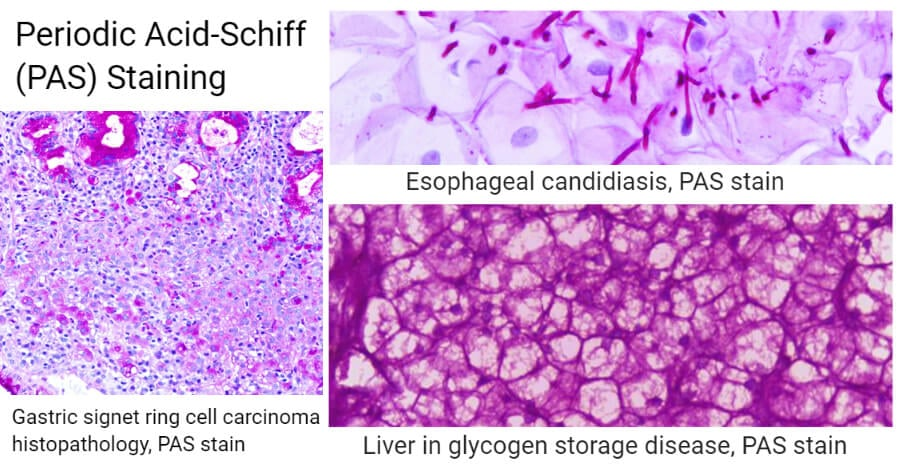 Periodic Acid-Schiff
(PAS) Staining
Esophageal candidiasis, PAS stain
Gastric signet ring cell carcinoma
histopathology, PAS stain
Liver in glycogen storage disease, PAS stain